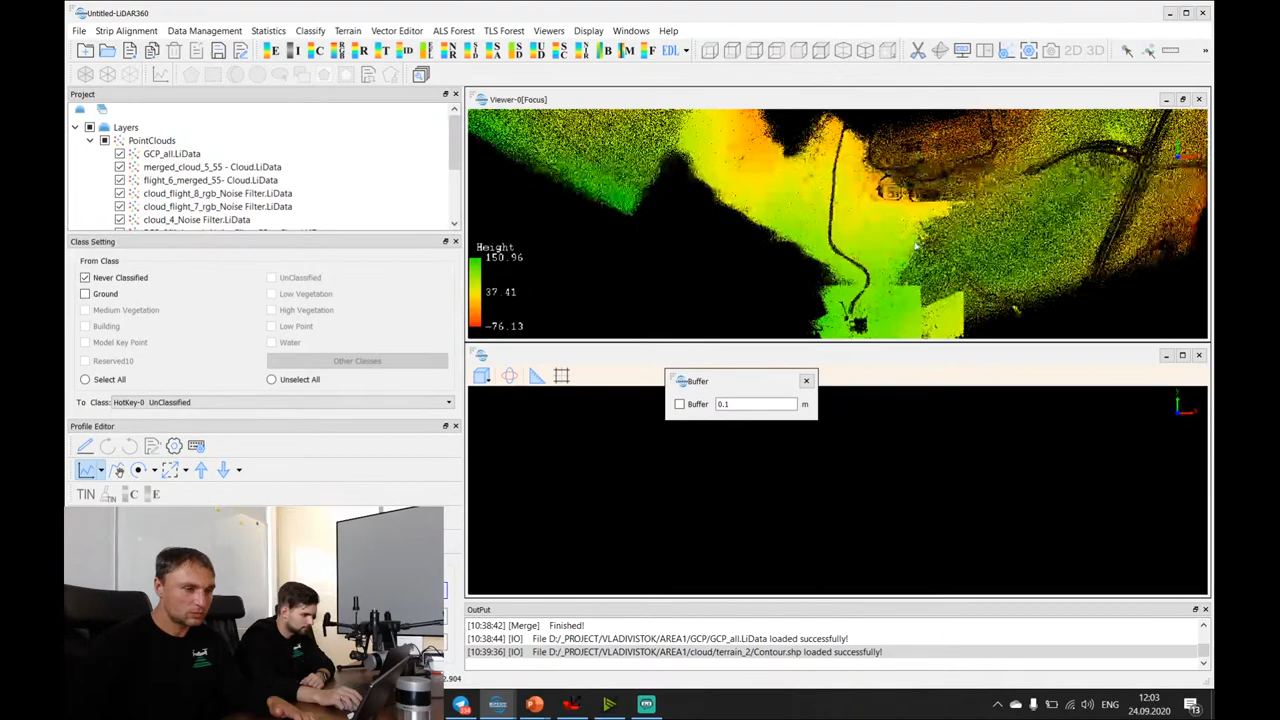 Untitled-LiDAR360
File Strip Alignment Data Management Statistics Classify Terrain Vector Editor ALS Forest TLS Forest Viewers Display Windows Help
EDL
2D 3D
Project
Layers
PointClouds
GCP_all.LiData
merged_cloud_5_55 - Cloud.LiData
flight_6_merged_55- Cloud.LiData
cloud_flight_8_rgb_Noise Filter.LiData
cloud_flight_7_rgb_Noise Filter.LiData
cloud_4_Noise Filter.LiData
Class Setting
From Class
Never Classified UnClassified
Ground Low Vegetation
Medium Vegetation High Vegetation
Building Low Point
Model Key Point Water
Reserved10 Other Classes
Select All Unselect All
To Class: HotKey-0 UnClassified
Profile Editor
TIN TIN C E
Viewer-0[Focus]
Height
150.96
37.41
-76.13
Buffer
Buffer 0.1 m
OutPut
[10:38:42] [Merge] Finished!
[10:38:44] [IO] File D:/_PROJECT/VLADIVISTOK/AREA1/GCP/GCP_all.LiData loaded successfully!
[10:39:36] [IO] File D:/_PROJECT/VLADIVISTOK/AREA1/cloud/terrain_2/Contour.shp loaded successfully!
2.904
ENG
12:03
24.09.2020